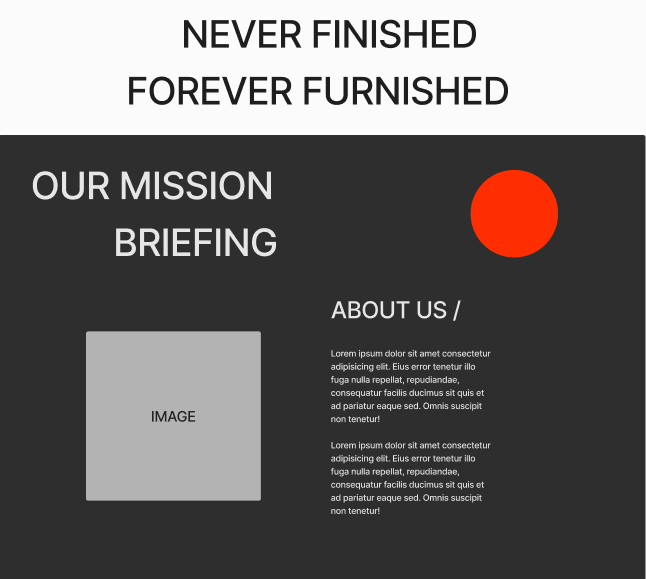 NEVER FINISHED
FOREVER FURNISHED
OUR MISSION
BRIEFING
ABOUT US /
Lorem ipsum dolor sit amet consectetur
adipisicing elit. Eius error tenetur illo
fuga nulla repellat, repudiandae,
consequatur facilis ducimus sit quis et
ad pariatur eaque sed. Omnis suscipit
non tenetur!
Lorem ipsum dolor sit amet consectetur
adipisicing elit. Eius error tenetur illo
fuga nulla repellat, repudiandae,
consequatur facilis ducimus sit quis et
ad pariatur eaque sed. Omnis suscipit
non tenetur!
IMAGE